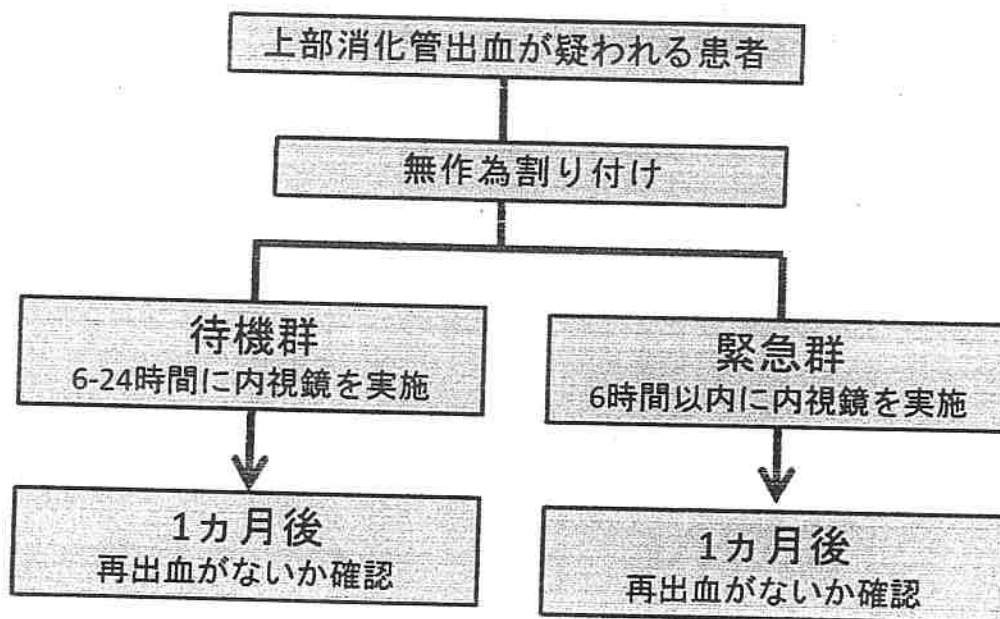 上部消化管出血が疑われる患者
無作為割り付け
待機群
6-24時間に内視鏡を実施
緊急群
6時間以内に内視鏡を実施
1カ月後
再出血がないか確認
1カ月後
再出血がないか確認